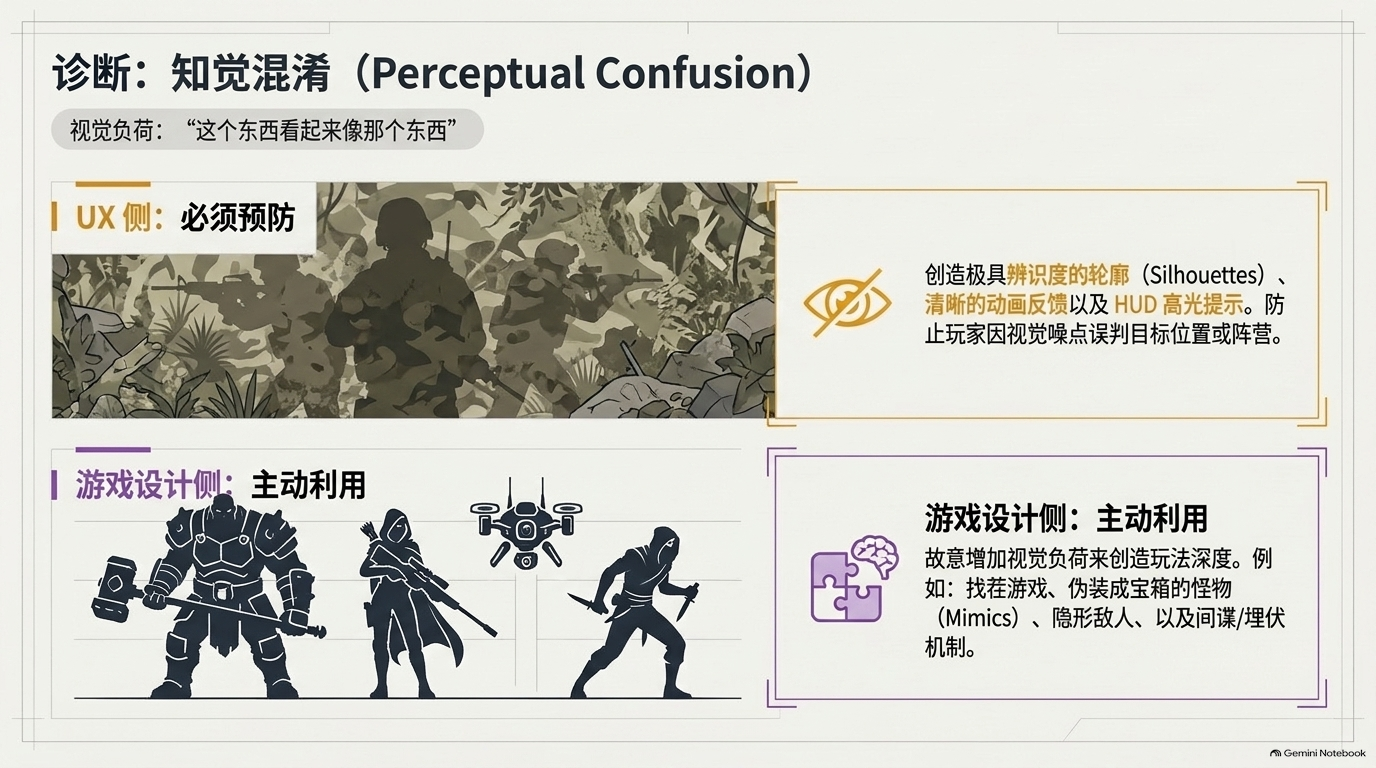 诊断：知觉混淆（Perceptual Confusion）
视觉负荷：“这个东西看起来像那个东西”
UX 侧：必须预防
创造极具辨识度的轮廓（Silhouettes）、
清晰的动画反馈以及 HUD 高光提示。防
止玩家因视觉噪点误判目标位置或阵营。
游戏设计侧：主动利用
游戏设计侧：主动利用
故意增加视觉负荷来创造玩法深度。例
如：找茬游戏、伪装成宝箱的怪物
（Mimics）、隐形敌人、以及间谍/埋伏
机制。
Gemini Notebook